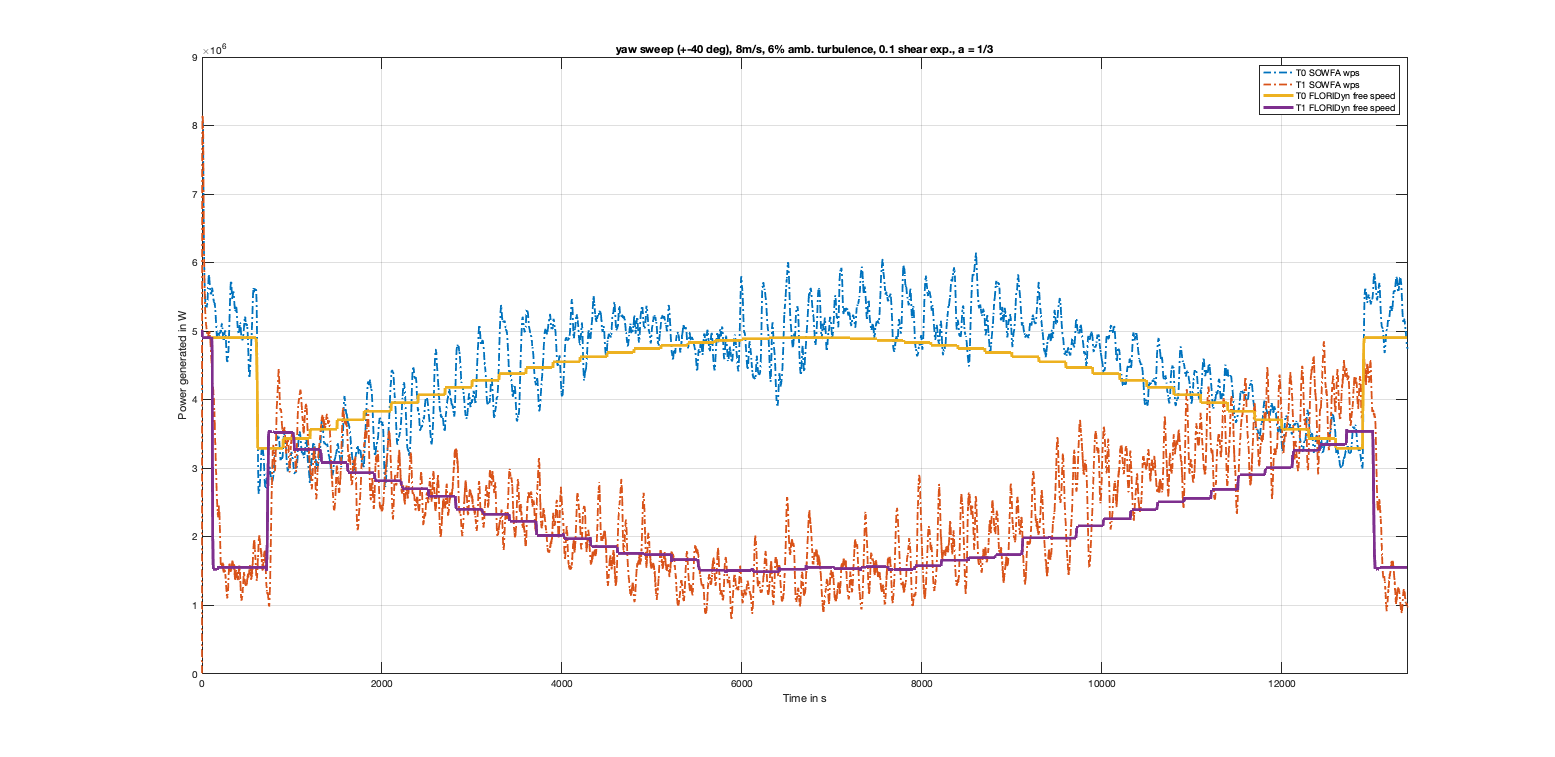 yaw sweep (+-40 deg), 8m/s, 6% amb. turbulence, 0.1 shear exp., a = 1/3
×10⁶
9
8
7
6
5
4
3
2
1
0
Power generated in W
T0 SOWFA wps
T1 SOWFA wps
T0 FLORIDyn free speed
T1 FLORIDyn free speed
0 2000 4000 6000 8000 10000 12000
Time in s